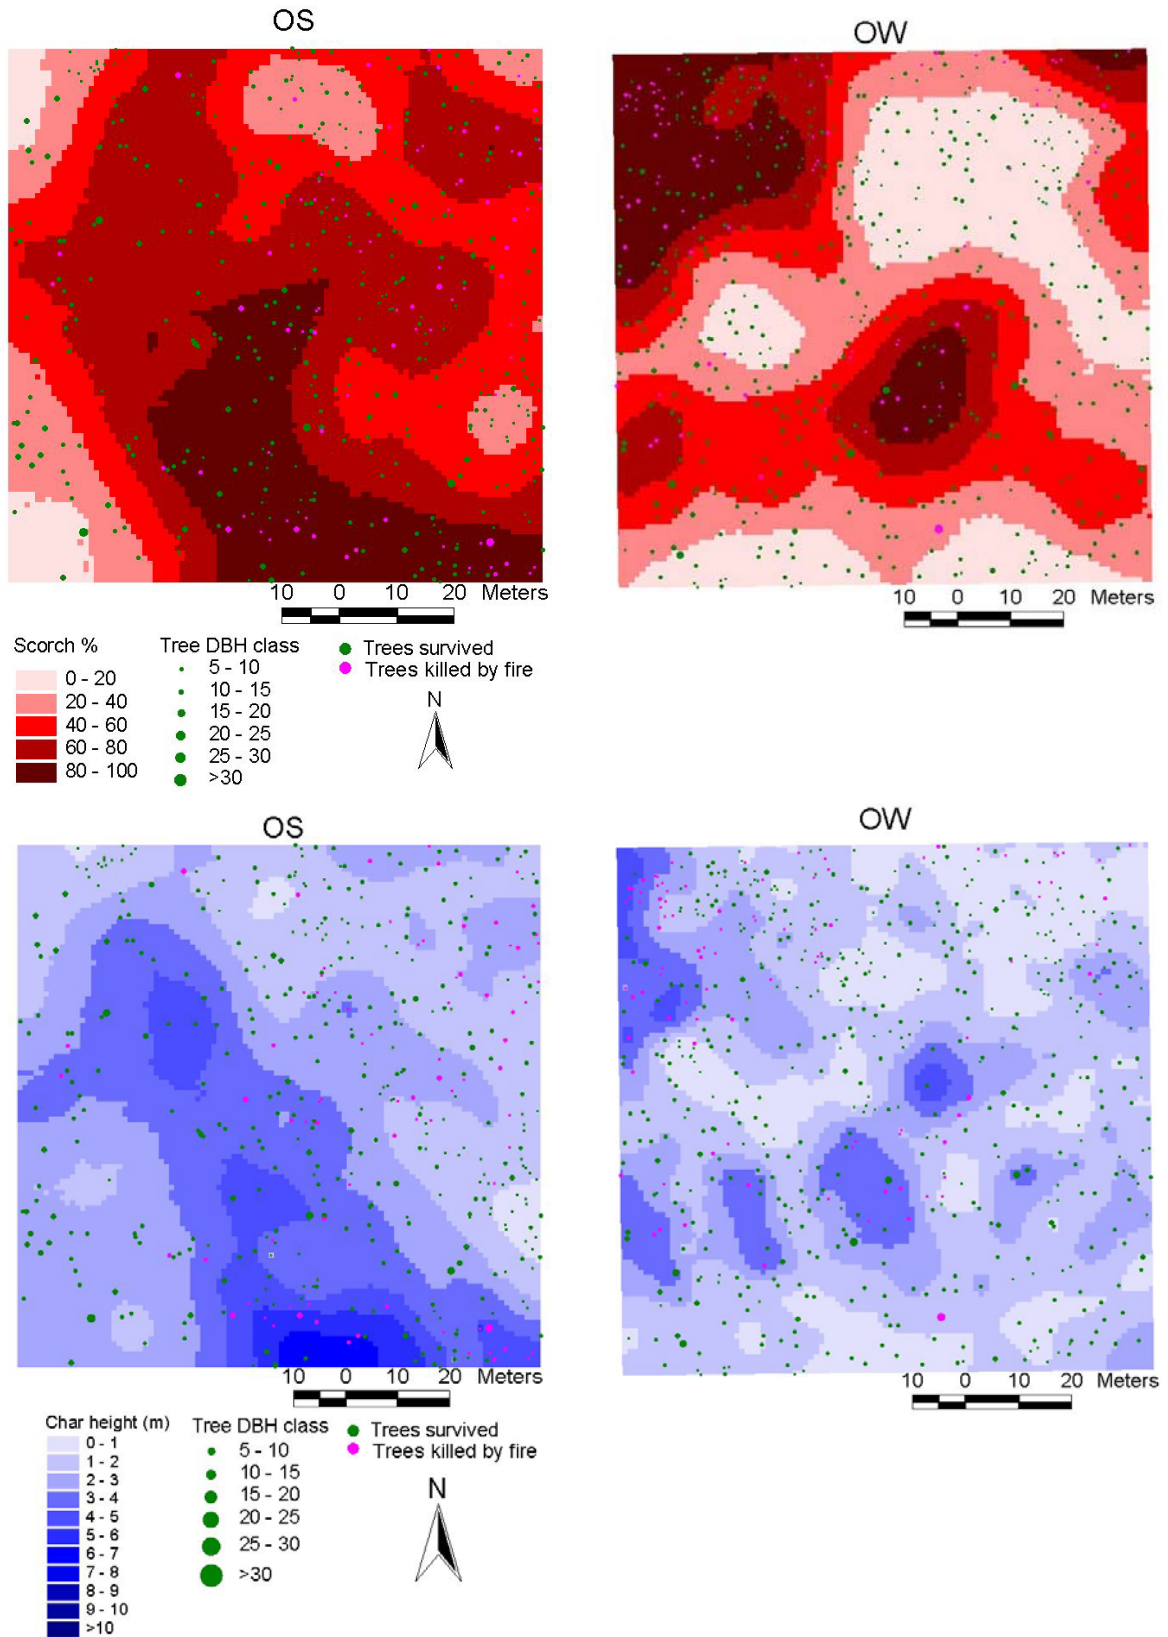 OS
OW
10 0 10 20 Meters
10 0 10 20 Meters
Scorch %
0 - 20
20 - 40
40 - 60
60 - 80
80 - 100
Tree DBH class
5 - 10
10 - 15
15 - 20
20 - 25
25 - 30
>30
Trees survived
Trees killed by fire
N
OS
OW
10 0 10 20 Meters
10 0 10 20 Meters
Char height (m)
0 - 1
1 - 2
2 - 3
3 - 4
4 - 5
5 - 6
6 - 7
7 - 8
8 - 9
9 - 10
>10
Tree DBH class
5 - 10
10 - 15
15 - 20
20 - 25
25 - 30
>30
Trees survived
Trees killed by fire
N